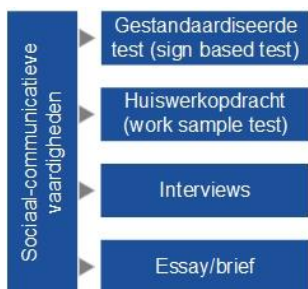 Sociaal-communicatieve
vaardigheden
Gestandaardiseerde
test (sign based test)
Huiswerkopdracht
(work sample test)
Interviews
Essay/brief